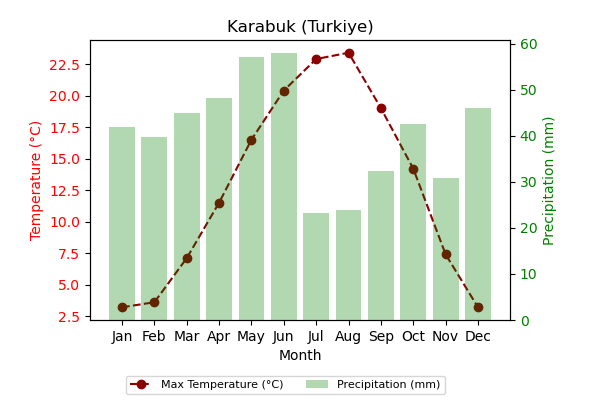 Karabuk (Turkiye)
Temperature (°C)
22.5
20.0
17.5
15.0
12.5
10.0
7.5
5.0
2.5
60
50
40
30
20
10
0
Precipitation (mm)
Jan Feb Mar Apr May Jun Jul Aug Sep Oct Nov Dec
Month
Max Temperature (°C) Precipitation (mm)